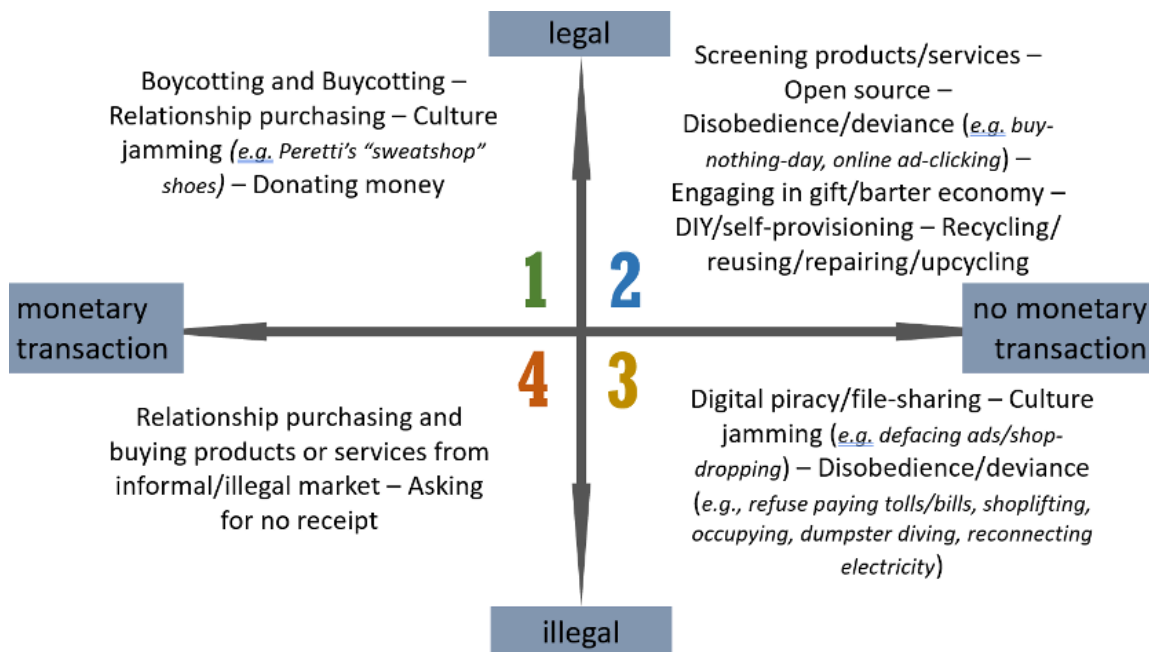 legal
Boycotting and Buycotting –
Relationship purchasing – Culture
jamming (e.g. Peretti's “sweatshop”
shoes) – Donating money
Screening products/services –
Open source –
Disobedience/deviance (e.g. buy-
nothing-day, online ad-clicking) –
Engaging in gift/barter economy –
DIY/self-provisioning – Recycling/
reusing/repairing/upcycling
1
2
monetary
transaction
no monetary
transaction
4
3
Relationship purchasing and
buying products or services from
informal/illegal market – Asking
for no receipt
Digital piracy/file-sharing – Culture
jamming (e.g. defacing ads/shop-
dropping) – Disobedience/deviance
(e.g., refuse paying tolls/bills, shoplifting,
occupying, dumpster diving, reconnecting
electricity)
illegal